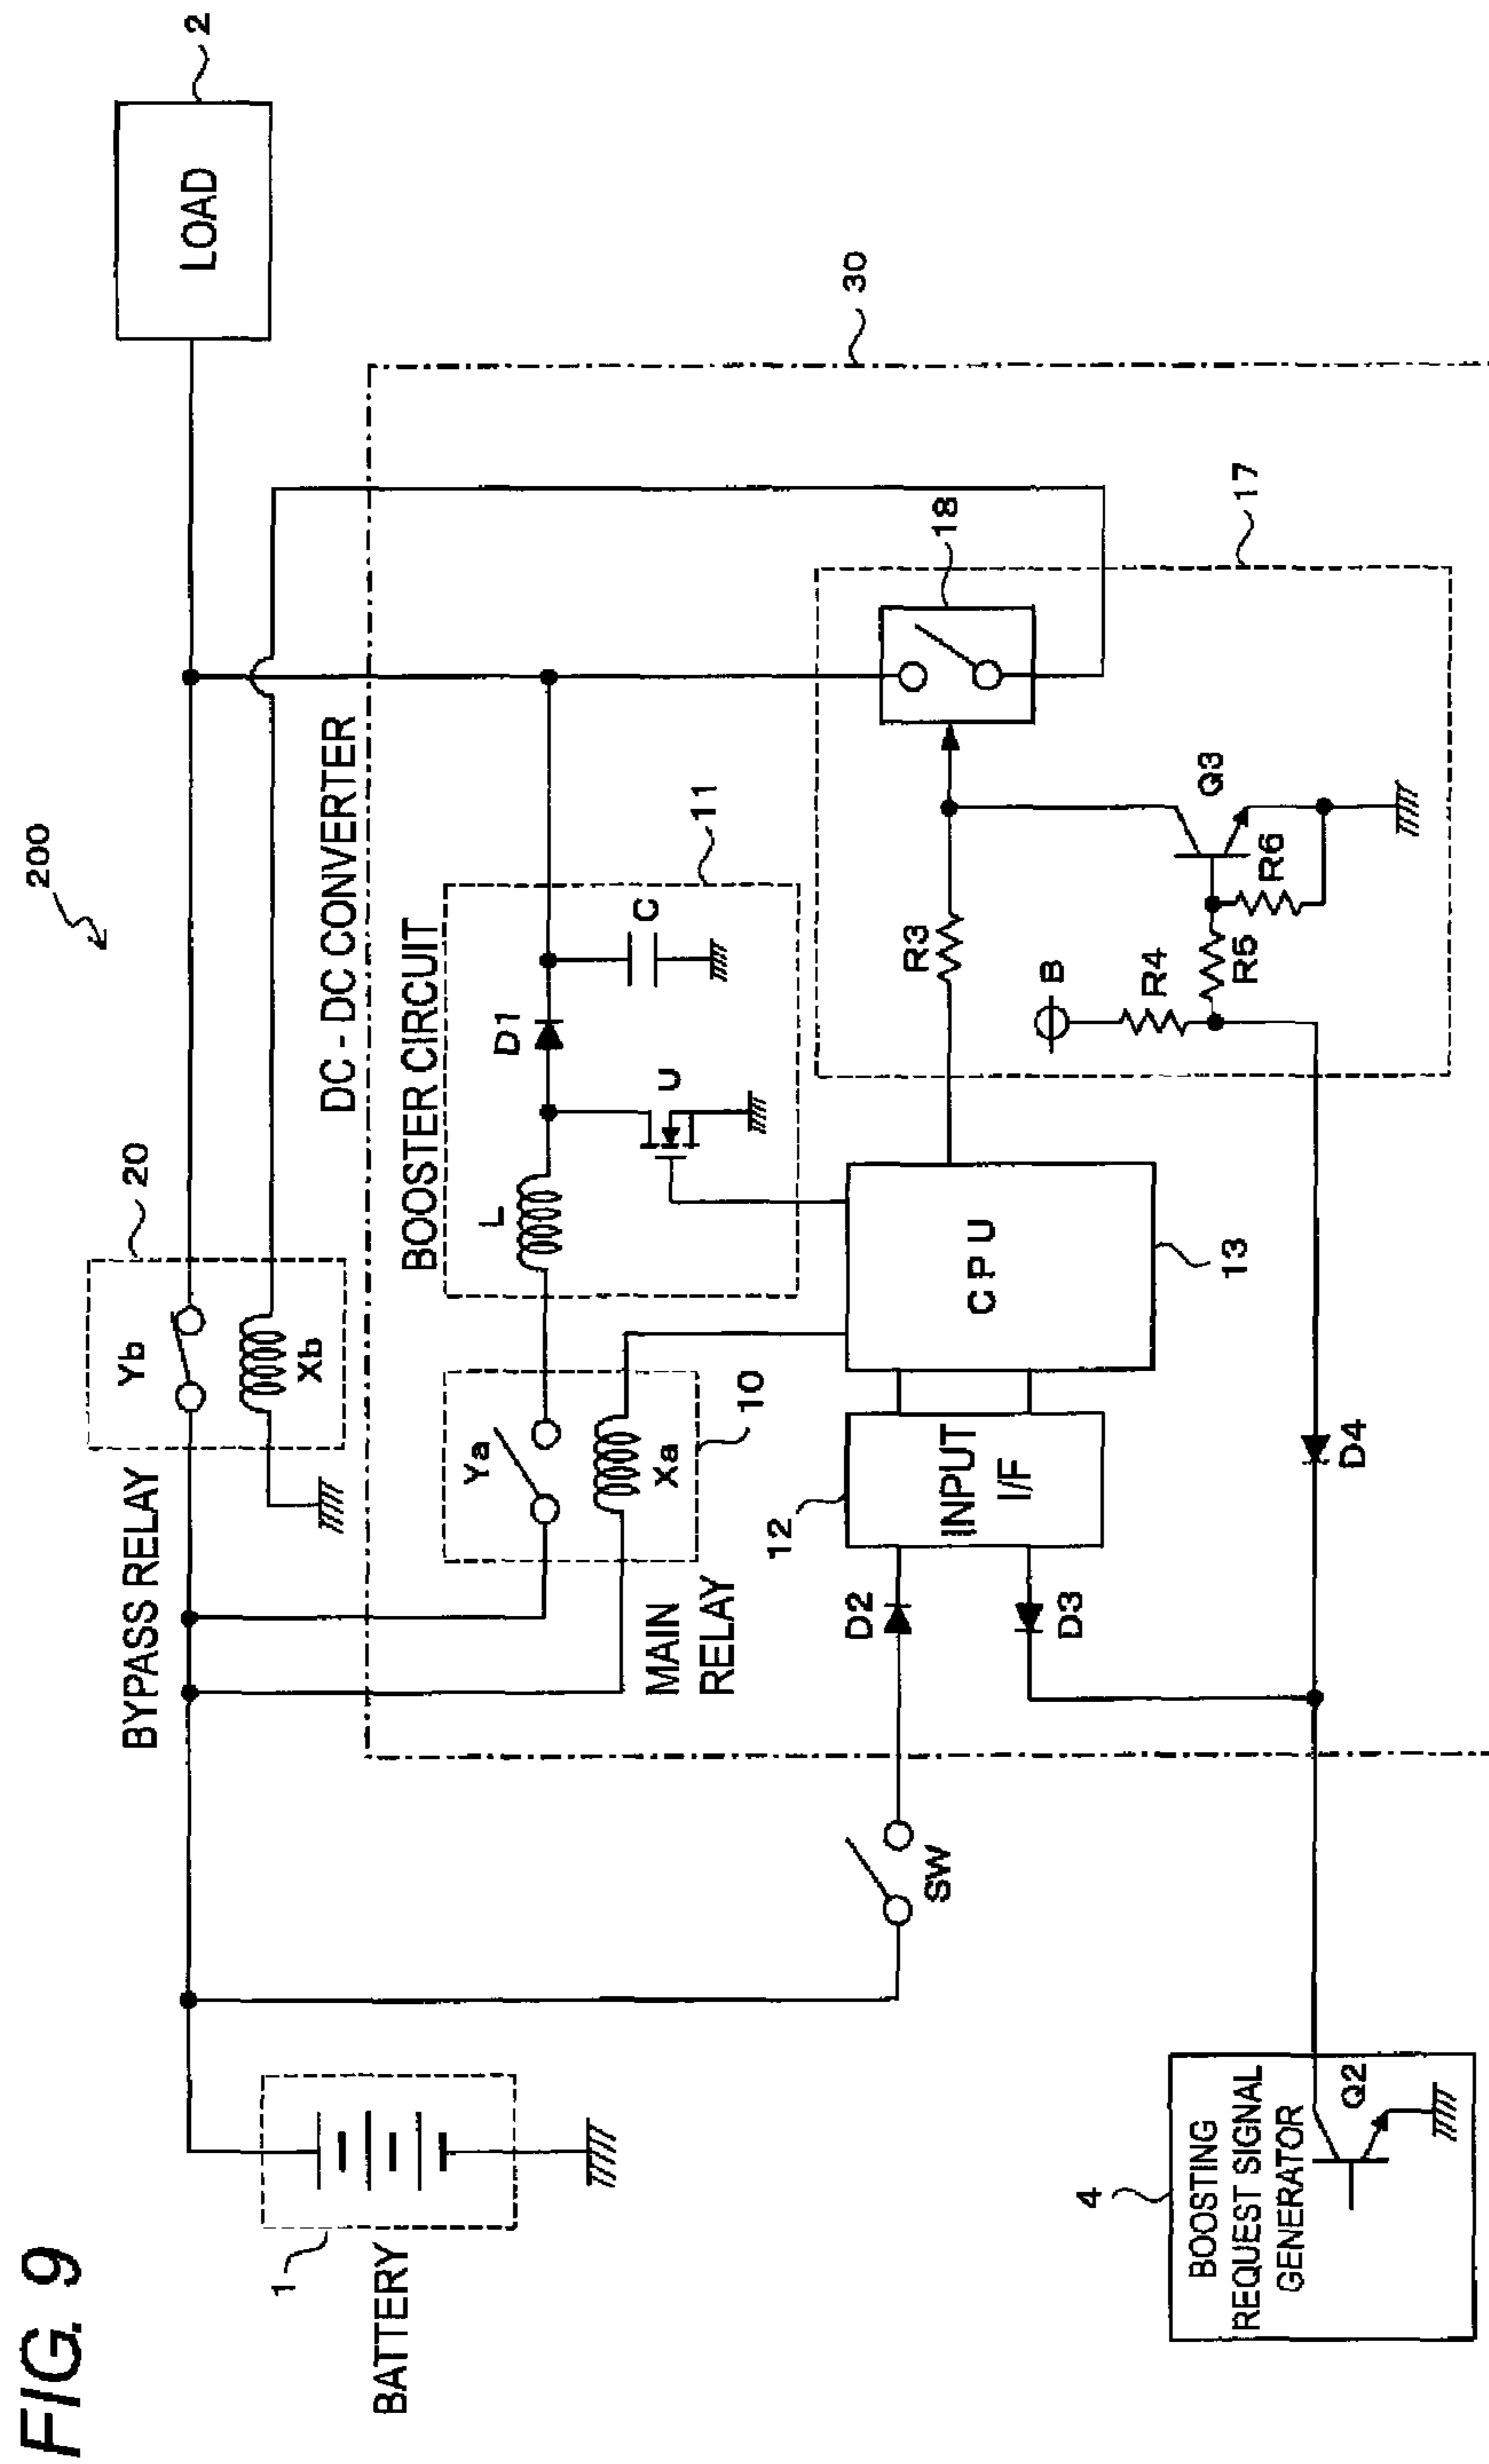 FIG. 9
200
2
LOAD
BYPASS RELAY
20
Yb
Xb
DC - DC CONVERTER
30
1
BATTERY
BOOSTER CIRCUIT
11
L
D1
C
U
Ya
Xa
10
MAIN
RELAY
12
INPUT
I/F
CPU
13
D2
D3
SW
R3
18
17
B
R4
R5
R6
Q3
D4
4
BOOSTING
REQUEST SIGNAL
GENERATOR
Q2